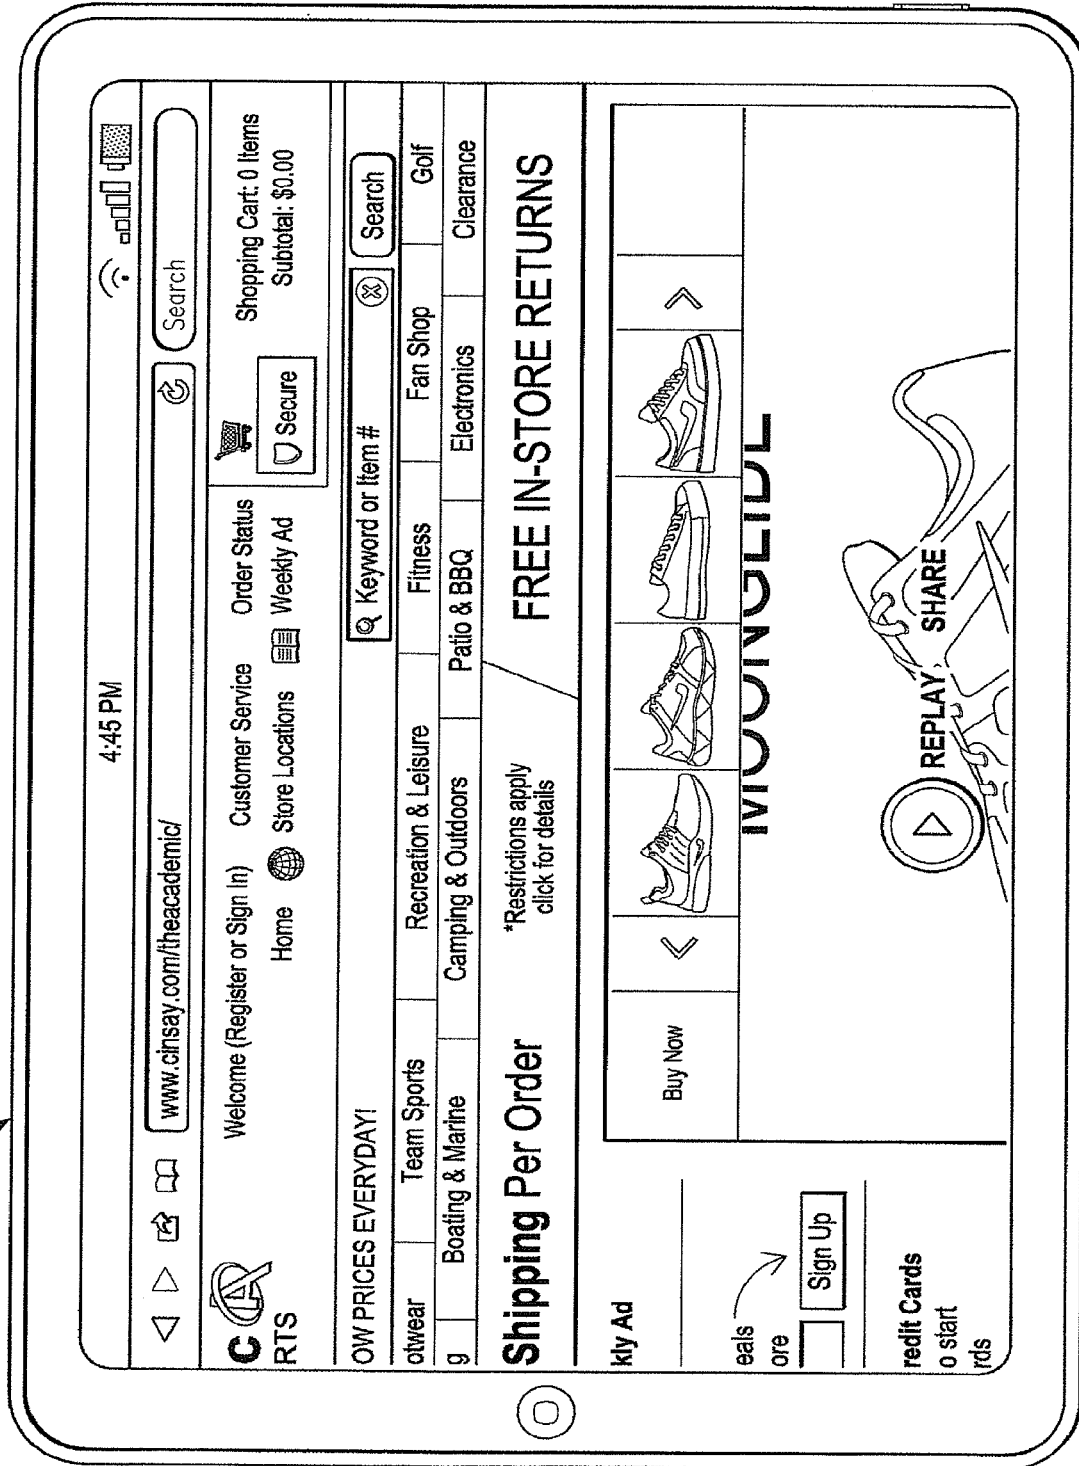 4:45 PM
www.cinsay.com/theacademic/
Search
Welcome (Register or Sign In) Customer Service Order Status
Shopping Cart: 0 Items
Subtotal: $0.00
C A
RTS
Home Store Locations Weekly Ad
Secure
OW PRICES EVERYDAY!
Keyword or Item #
Search
otwear Team Sports Recreation & Leisure Fitness Fan Shop Golf
g Boating & Marine Camping & Outdoors Patio & BBQ Electronics Clearance
Shipping Per Order
*Restrictions apply
click for details
FREE IN-STORE RETURNS
kly Ad
eals
ore
Sign Up
redit Cards
o start
rds
Buy Now
MOONGLIDE
REPLAY SHARE